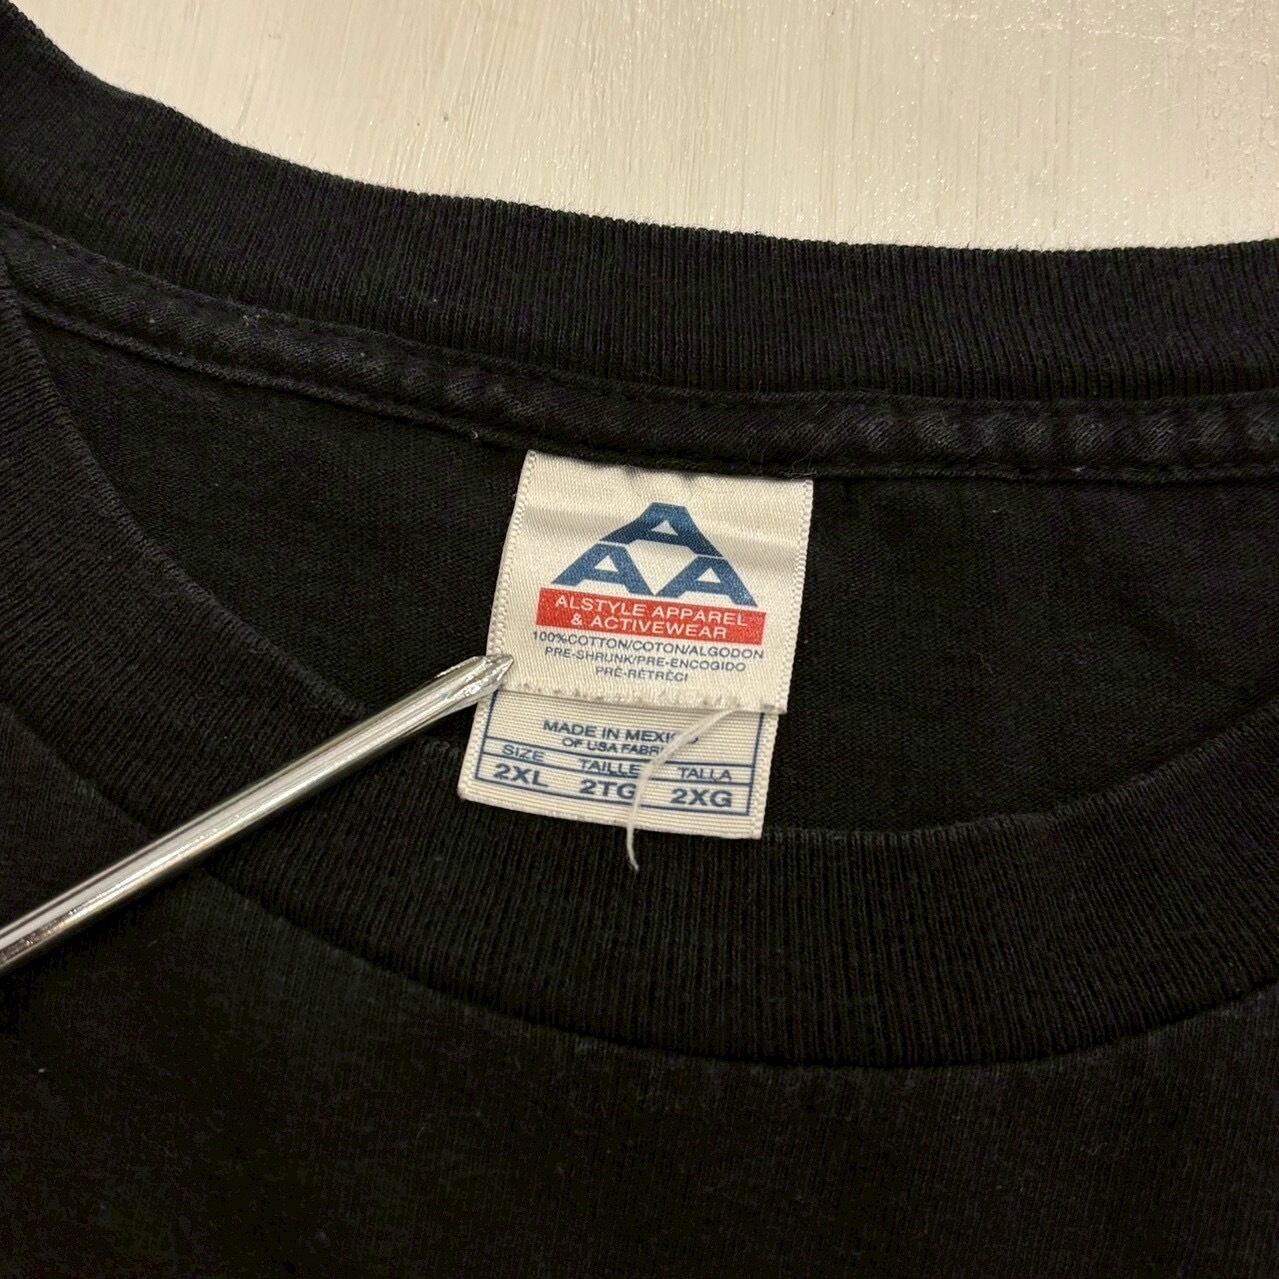 A
AA
ALSTYLE APPAREL
& ACTIVEWEAR
100%COTTON/COTON/ALGODON
PRE-SHRUNK/PRE-ENCOGIDO
PRÉ-RÉTRÉCI
MADE IN MEXICO
OF USA FABRIC
SIZE TAILLE TALLA
2XL 2TG 2XG